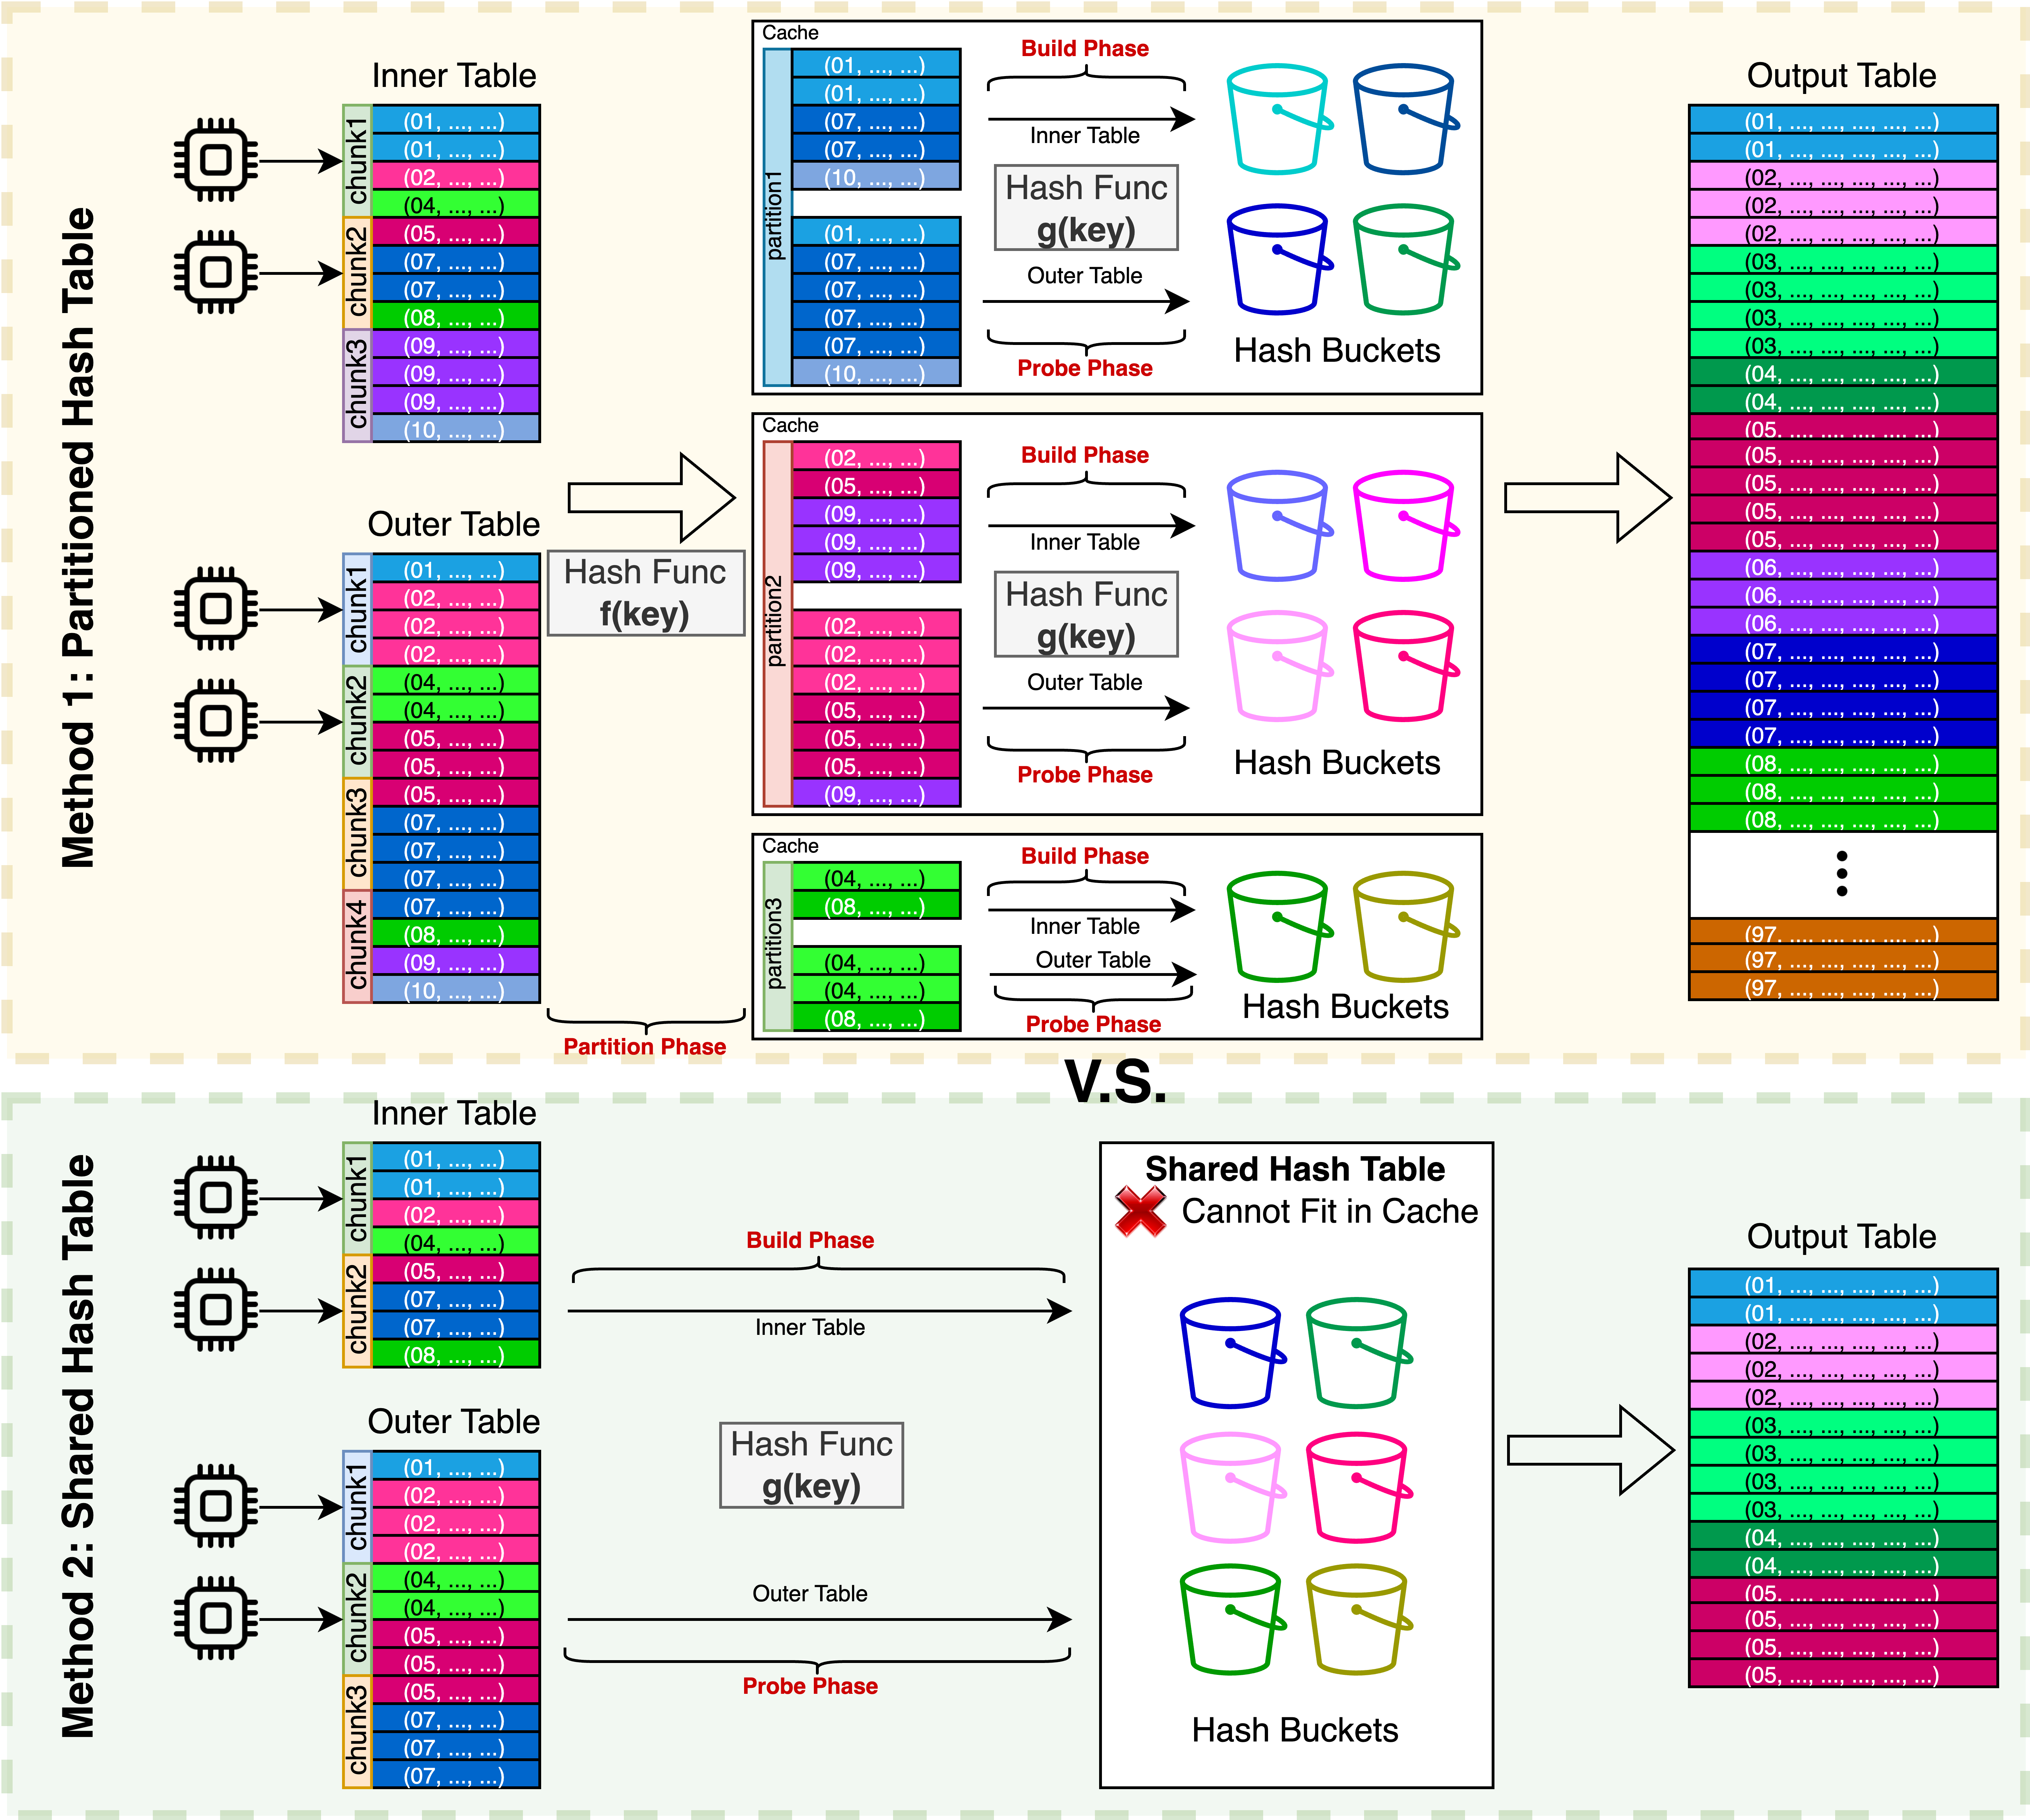 Method 1: Partitioned Hash Table
Inner Table
chunk1
(01, ..., ...)
(01, ..., ...)
(02, ..., ...)
(04, ..., ...)
chunk2
(05, ..., ...)
(07, ..., ...)
(07, ..., ...)
(08, ..., ...)
chunk3
(09, ..., ...)
(09, ..., ...)
(09, ..., ...)
(10, ..., ...)
Outer Table
chunk1
(01, ..., ...)
(02, ..., ...)
(02, ..., ...)
(02, ..., ...)
chunk2
(04, ..., ...)
(04, ..., ...)
(05, ..., ...)
(05, ..., ...)
chunk3
(05, ..., ...)
(07, ..., ...)
(07, ..., ...)
(07, ..., ...)
chunk4
(07, ..., ...)
(08, ..., ...)
(09, ..., ...)
(10, ..., ...)
Hash Func
f(key)
Partition Phase
Cache
partition1
(01, ..., ...)
(01, ..., ...)
(07, ..., ...)
(07, ..., ...)
(10, ..., ...)
(01, ..., ...)
(07, ..., ...)
(07, ..., ...)
(07, ..., ...)
(07, ..., ...)
(10, ..., ...)
Build Phase
Inner Table
Hash Func
g(key)
Outer Table
Probe Phase
Hash Buckets
Cache
partition2
(02, ..., ...)
(05, ..., ...)
(09, ..., ...)
(09, ..., ...)
(09, ..., ...)
(02, ..., ...)
(02, ..., ...)
(02, ..., ...)
(05, ..., ...)
(05, ..., ...)
(05, ..., ...)
(09, ..., ...)
Build Phase
Inner Table
Hash Func
g(key)
Outer Table
Probe Phase
Hash Buckets
Cache
partition3
(04, ..., ...)
(08, ..., ...)
(04, ..., ...)
(04, ..., ...)
(08, ..., ...)
Build Phase
Inner Table
Outer Table
Probe Phase
Hash Buckets
Output Table
(01, ..., ..., ..., ..., ...)
(01, ..., ..., ..., ..., ...)
(02, ..., ..., ..., ..., ...)
(02, ..., ..., ..., ..., ...)
(02, ..., ..., ..., ..., ...)
(03, ..., ..., ..., ..., ...)
(03, ..., ..., ..., ..., ...)
(03, ..., ..., ..., ..., ...)
(03, ..., ..., ..., ..., ...)
(04, ..., ..., ..., ..., ...)
(04, ..., ..., ..., ..., ...)
(05, ..., ..., ..., ..., ...)
(05, ..., ..., ..., ..., ...)
(05, ..., ..., ..., ..., ...)
(05, ..., ..., ..., ..., ...)
(05, ..., ..., ..., ..., ...)
(06, ..., ..., ..., ..., ...)
(06, ..., ..., ..., ..., ...)
(06, ..., ..., ..., ..., ...)
(07, ..., ..., ..., ..., ...)
(07, ..., ..., ..., ..., ...)
(07, ..., ..., ..., ..., ...)
(07, ..., ..., ..., ..., ...)
(08, ..., ..., ..., ..., ...)
(08, ..., ..., ..., ..., ...)
(08, ..., ..., ..., ..., ...)
(97, ..., ..., ..., ..., ...)
(97, ..., ..., ..., ..., ...)
(97, ..., ..., ..., ..., ...)
V.S.
Method 2: Shared Hash Table
Inner Table
chunk1
(01, ..., ...)
(01, ..., ...)
(02, ..., ...)
(04, ..., ...)
chunk2
(05, ..., ...)
(07, ..., ...)
(07, ..., ...)
(08, ..., ...)
Outer Table
chunk1
(01, ..., ...)
(02, ..., ...)
(02, ..., ...)
(02, ..., ...)
chunk2
(04, ..., ...)
(04, ..., ...)
(05, ..., ...)
(05, ..., ...)
chunk3
(05, ..., ...)
(07, ..., ...)
(07, ..., ...)
(07, ..., ...)
Build Phase
Inner Table
Hash Func
g(key)
Outer Table
Probe Phase
Shared Hash Table
Cannot Fit in Cache
Hash Buckets
Output Table
(01, ..., ..., ..., ..., ...)
(01, ..., ..., ..., ..., ...)
(02, ..., ..., ..., ..., ...)
(02, ..., ..., ..., ..., ...)
(02, ..., ..., ..., ..., ...)
(03, ..., ..., ..., ..., ...)
(03, ..., ..., ..., ..., ...)
(03, ..., ..., ..., ..., ...)
(03, ..., ..., ..., ..., ...)
(04, ..., ..., ..., ..., ...)
(04, ..., ..., ..., ..., ...)
(05, ..., ..., ..., ..., ...)
(05, ..., ..., ..., ..., ...)
(05, ..., ..., ..., ..., ...)
(05, ..., ..., ..., ..., ...)